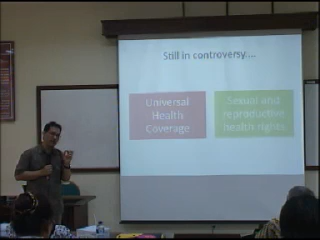 Still in controversy....
Universal
Health
Coverage
Sexual and
reproductive
health rights